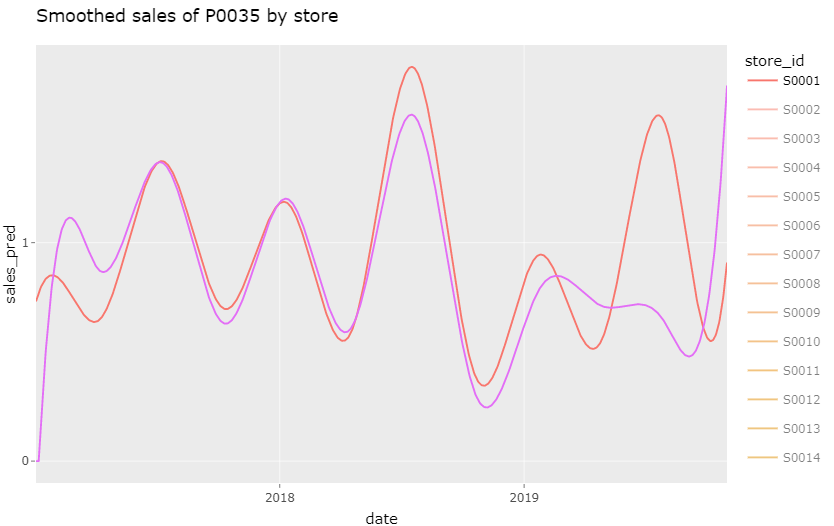 Smoothed sales of P0035 by store
store_id
S0001
S0002
S0003
S0004
S0005
S0006
S0007
S0008
S0009
S0010
S0011
S0012
S0013
S0014
sales_pred
1
0
2018
2019
date